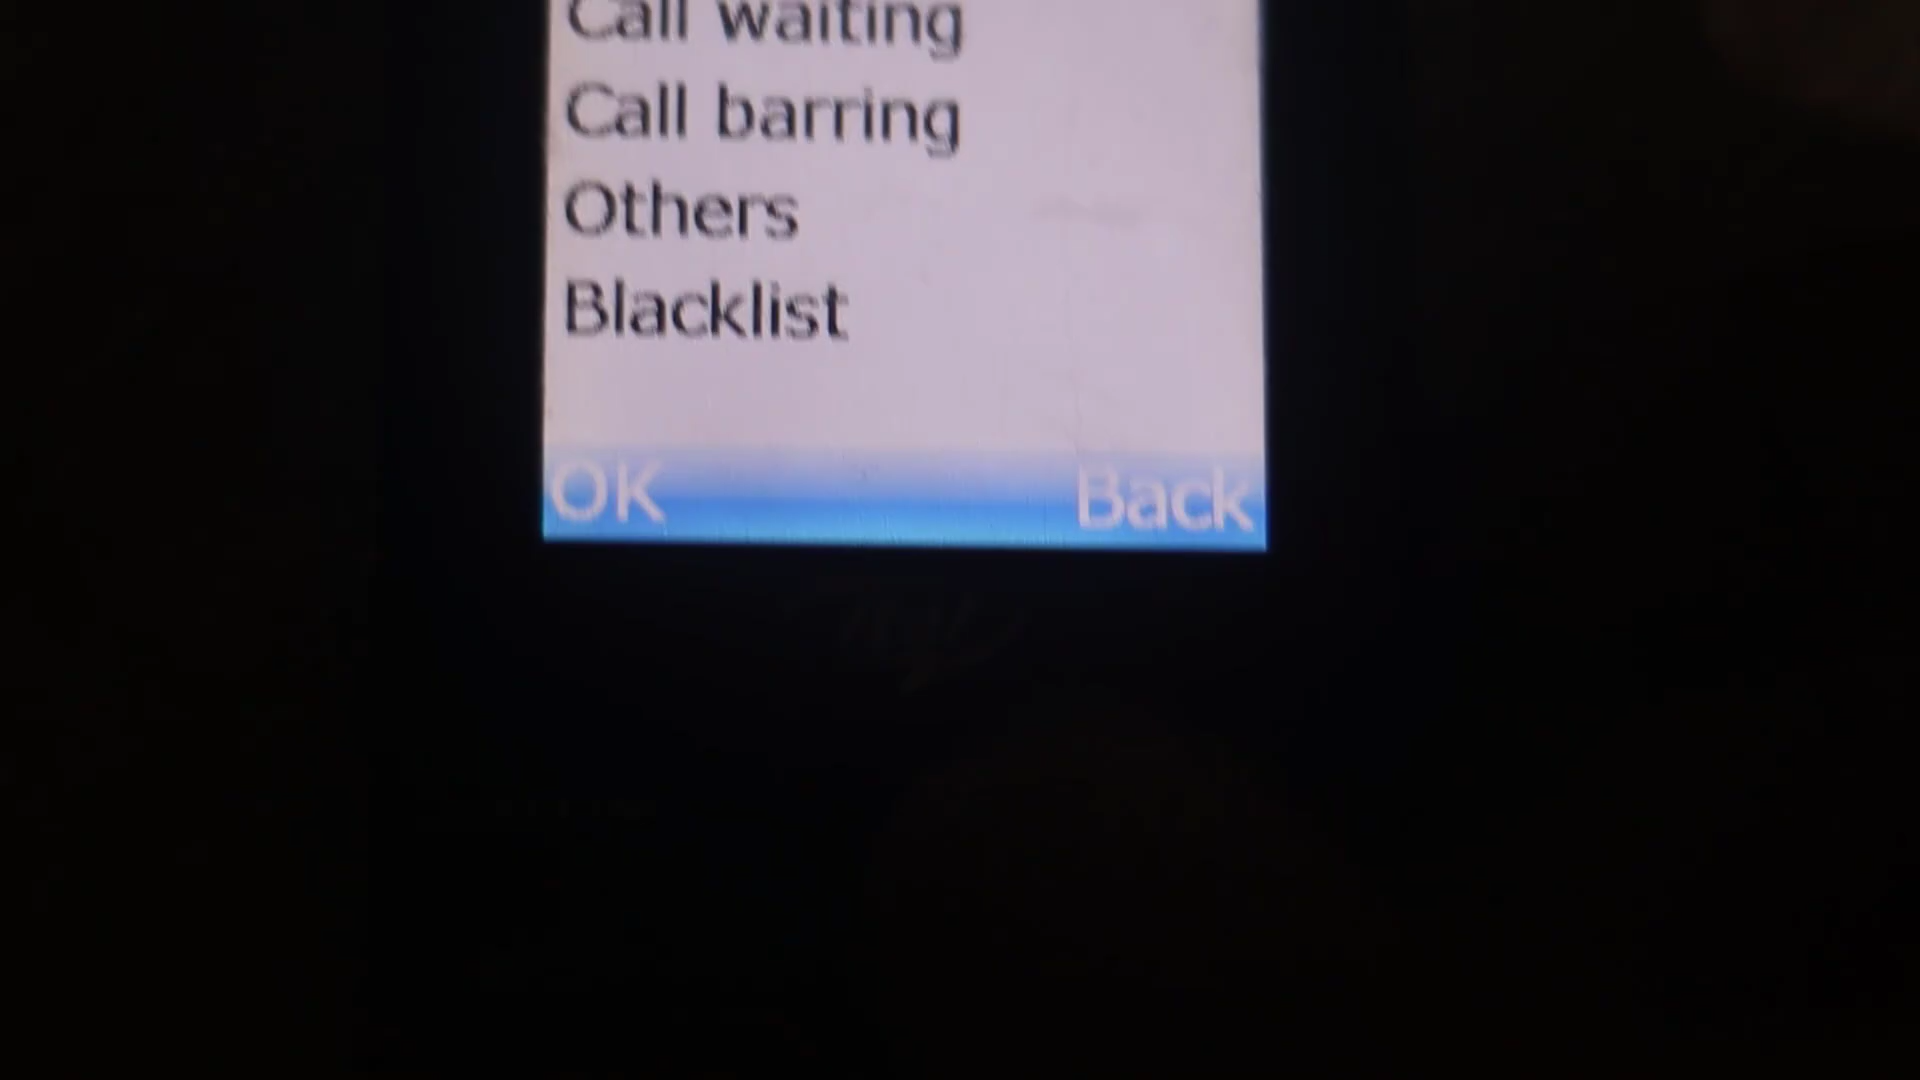 Call waiting
Call barring
Others
Blacklist
OK Back